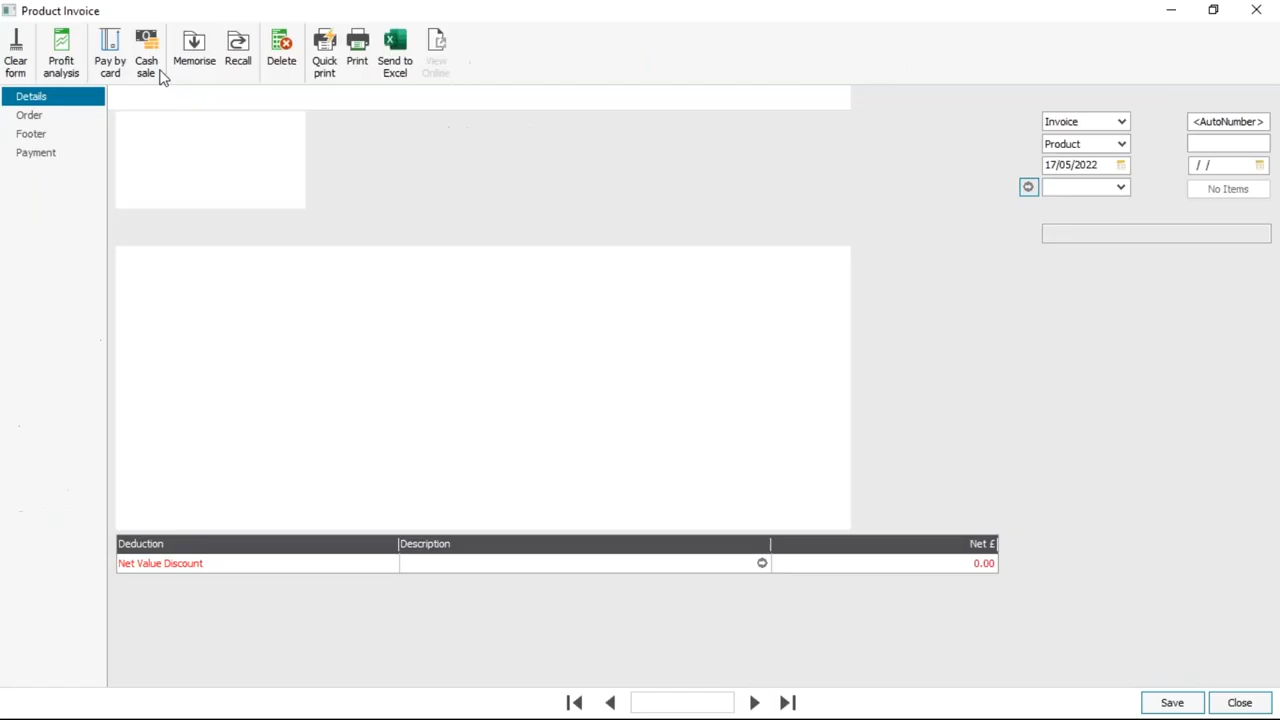 Product Invoice
Clear form
Profit analysis
Pay by card
Cash sale
Memorise
Recall
Delete
Quick print
Print
Send to Excel
View Online
Details
Order
Footer
Payment
Invoice
<AutoNumber>
Product
17/05/2022
/ /
No Items
Deduction
Description
Net £
Net Value Discount
0.00
Save
Close